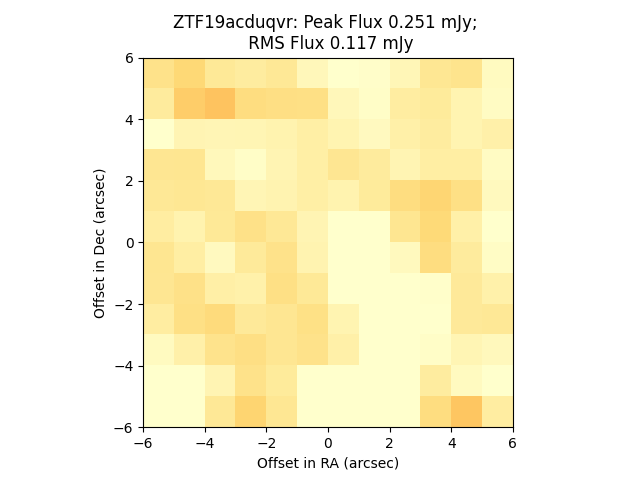 ZTF19acduqvr: Peak Flux 0.251 mJy;
RMS Flux 0.117 mJy
6
4
2
0
−2
−4
−6
Offset in Dec (arcsec)
−6 −4 −2 0 2 4 6
Offset in RA (arcsec)